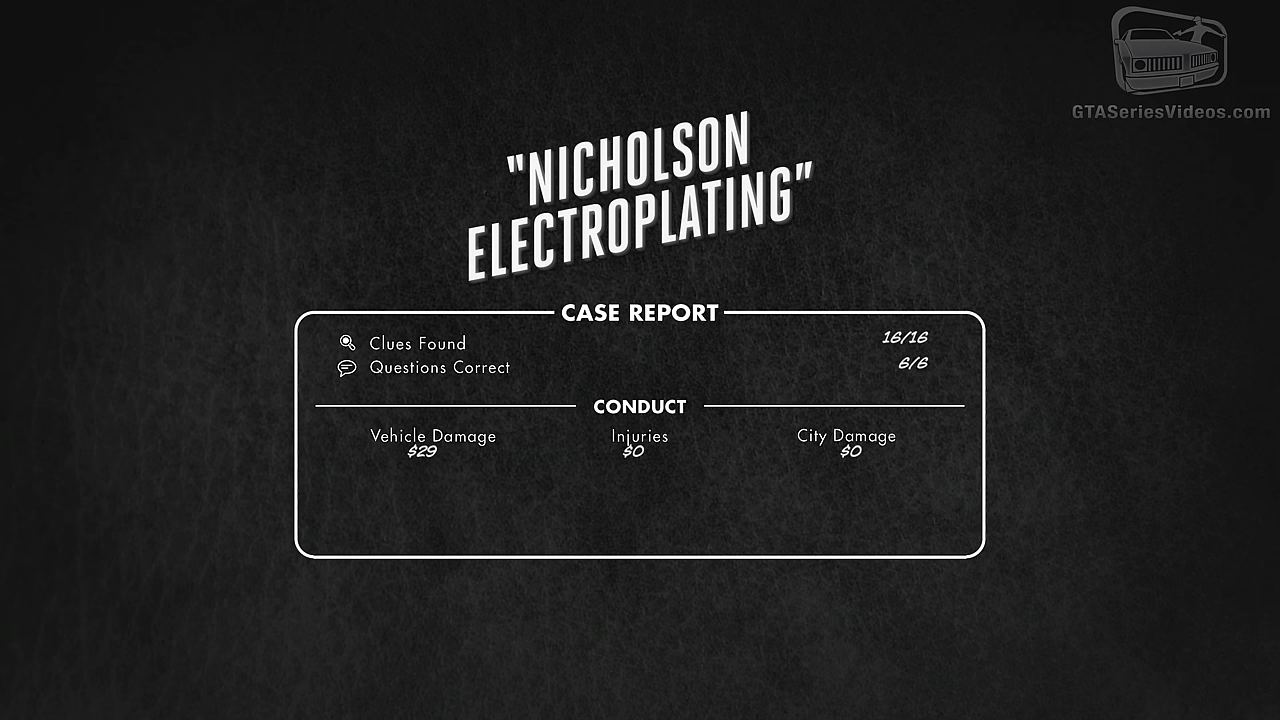 GTASeriesVideos.com
"NICHOLSON
ELECTROPLATING"
CASE REPORT
Clues Found 16/16
Questions Correct 6/6
CONDUCT
Vehicle Damage Injuries City Damage
$29 $0 $0